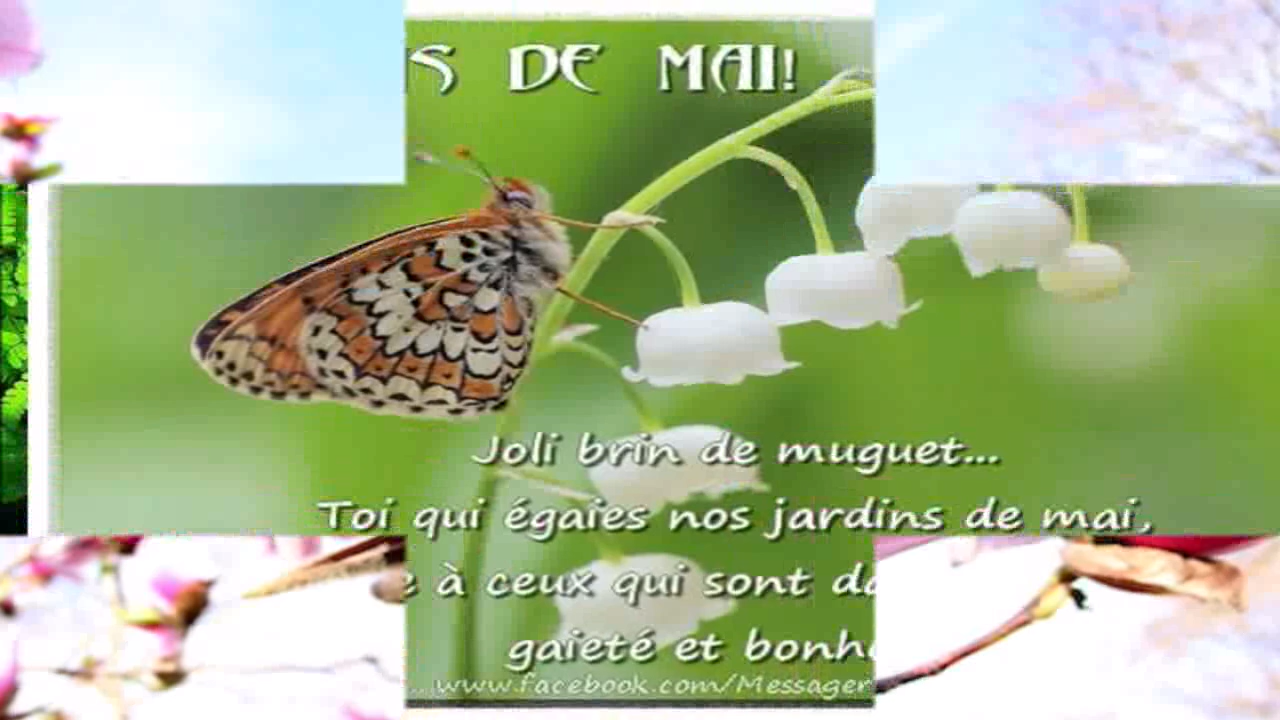 DE MAI!
Joli brin de muguet...
Toi qui égaies nos jardins de mai,
à ceux qui sont
gaieté et
www.facebook.com/Messager